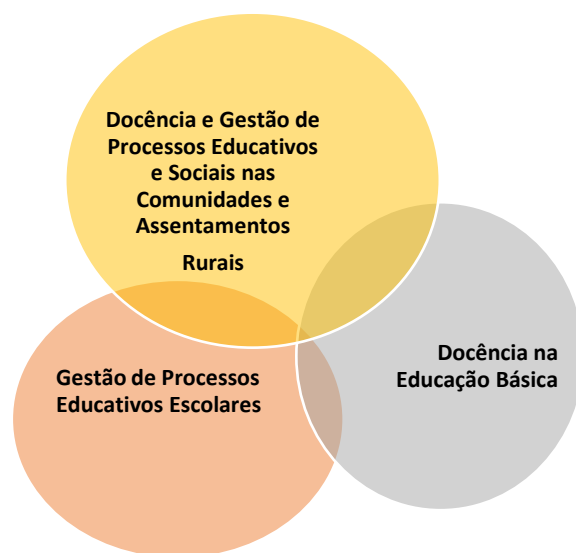 Docência e Gestão de
Processos Educativos
e Sociais nas
Comunidades e
Assentamentos
Rurais
Gestão de Processos
Educativos Escolares
Docência na
Educação Básica